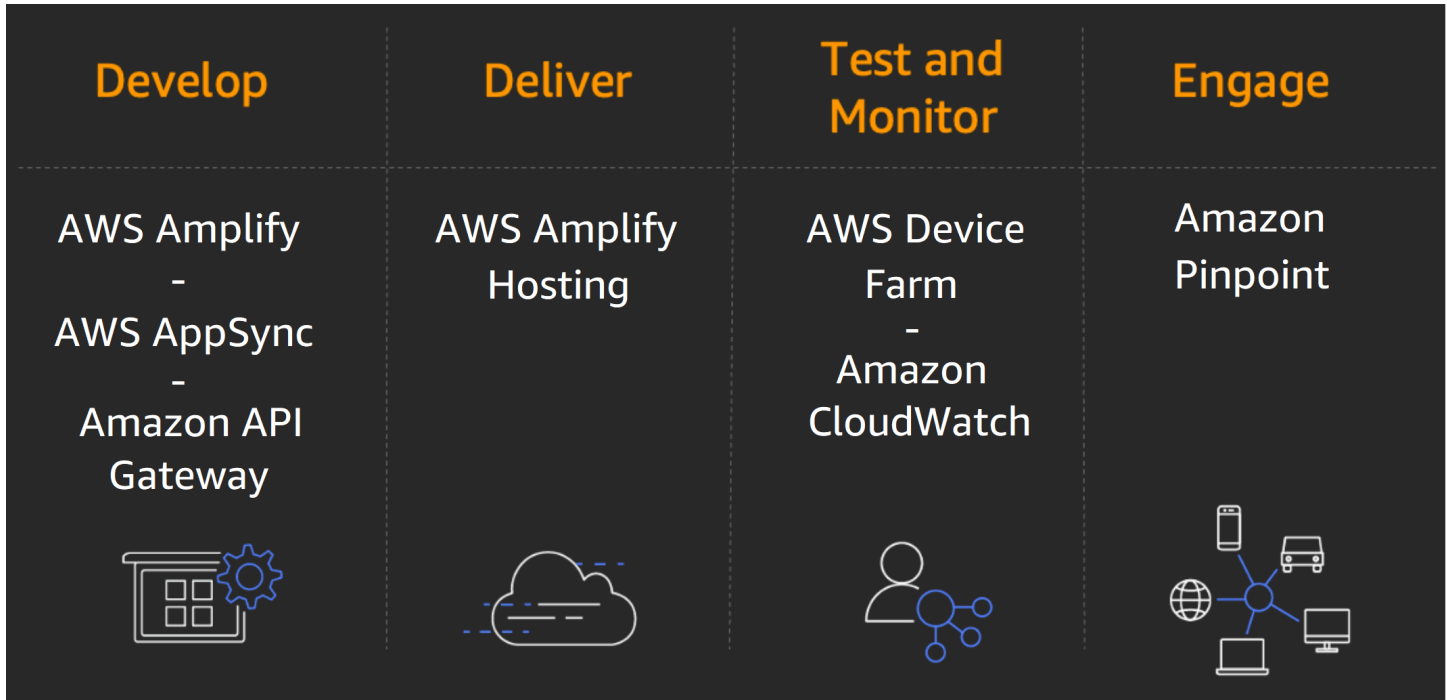 Develop
Deliver
Test and
Monitor
Engage
AWS Amplify
-
AWS AppSync
-
Amazon API
Gateway
AWS Amplify
Hosting
AWS Device
Farm
-
Amazon
CloudWatch
Amazon
Pinpoint